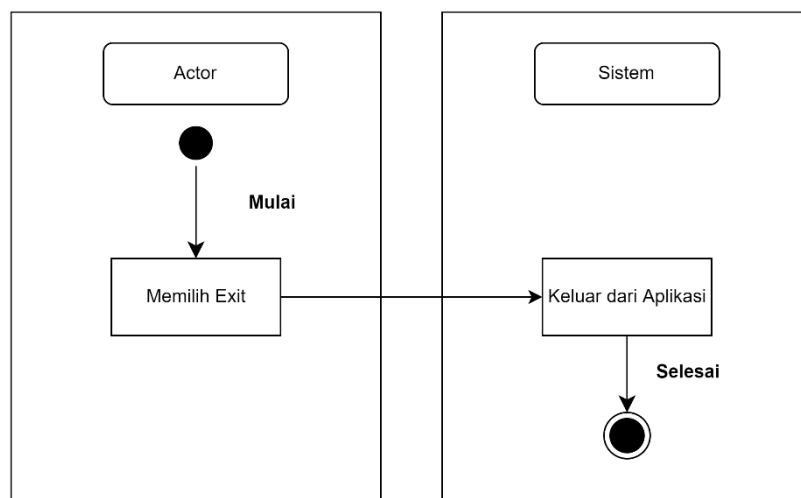 Actor
Sistem
Mulai
Memilih Exit
Keluar dari Aplikasi
Selesai